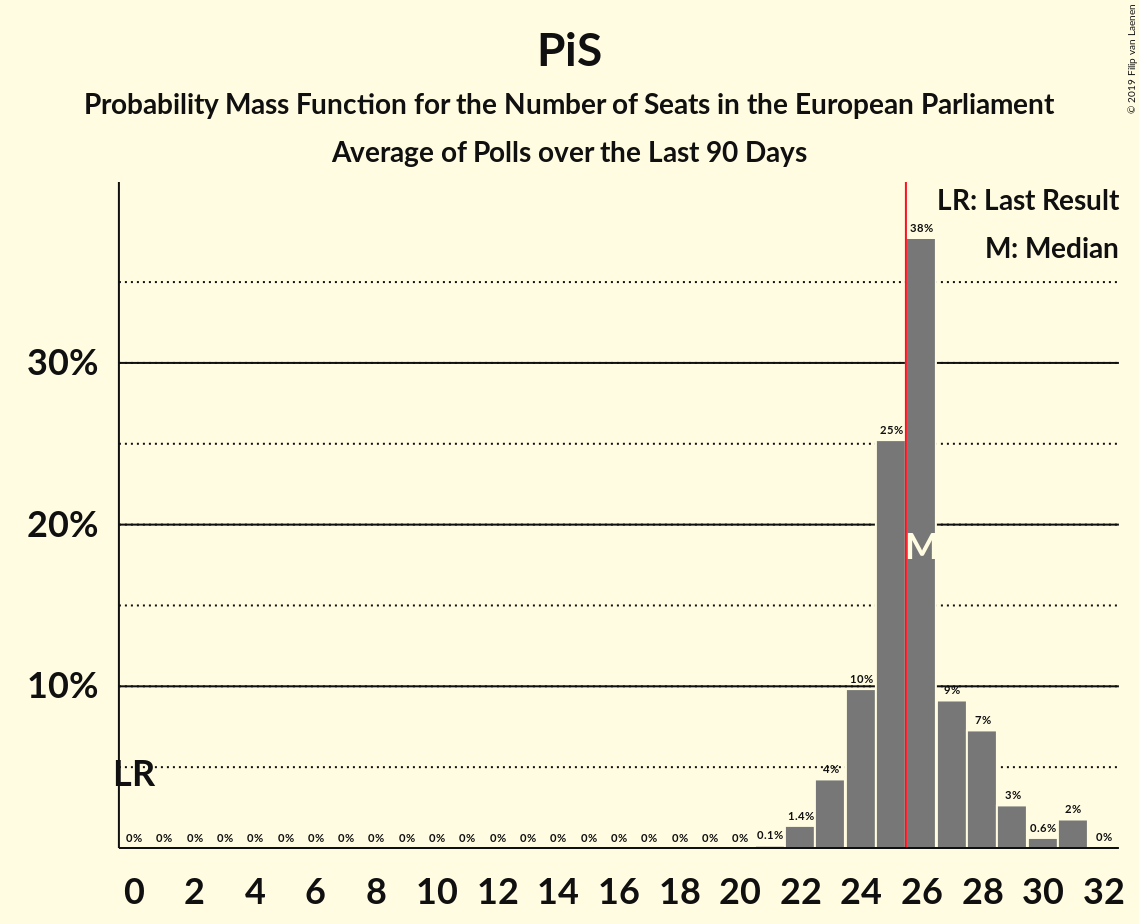 PiS
Probability Mass Function for the Number of Seats in the European Parliament
Average of Polls over the Last 90 Days
© 2019 Filip van Laenen
LR: Last Result
M: Median
30%
20%
10%
LR
M
0% 0% 0% 0% 0% 0% 0% 0% 0% 0% 0% 0% 0% 0% 0% 0% 0% 0% 0% 0% 0% 0.1% 1.4% 4% 10% 25% 38% 9% 7% 3% 0.6% 2% 0%
0 2 4 6 8 10 12 14 16 18 20 22 24 26 28 30 32